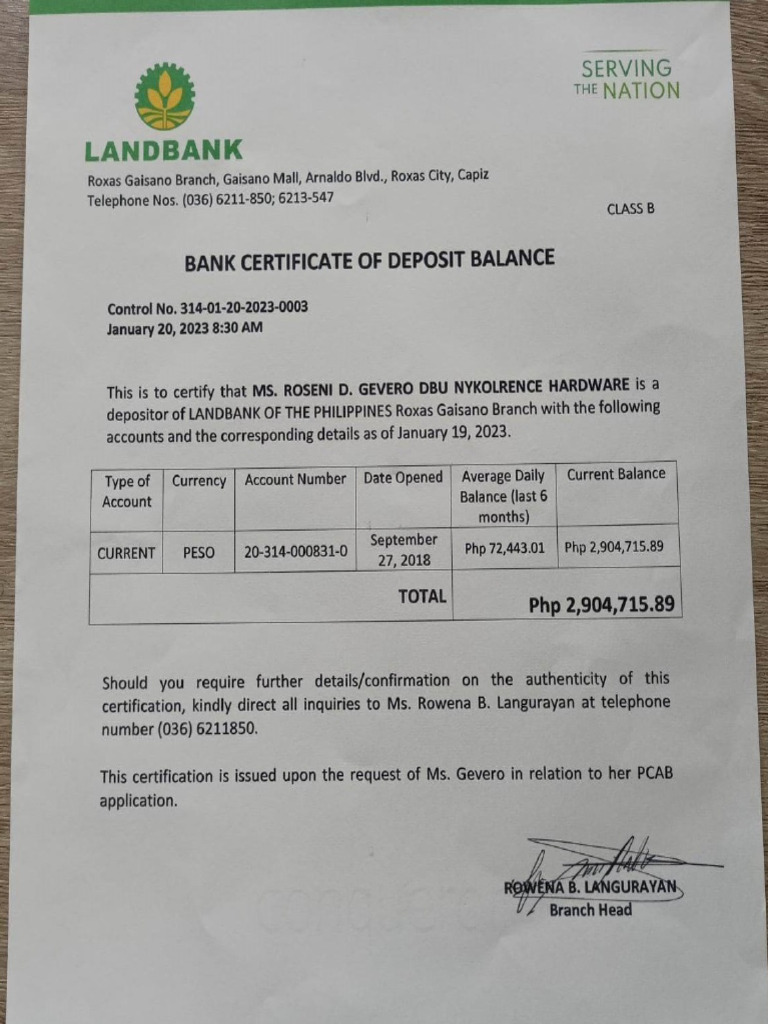 SERVING
THE NATION
LANDBANK
Roxas Gaisano Branch, Gaisano Mall, Arnaldo Blvd., Roxas City, Capiz
Telephone Nos. (036) 6211-850; 6213-547
CLASS B
BANK CERTIFICATE OF DEPOSIT BALANCE
Control No. 314-01-20-2023-0003
January 20, 2023 8:30 AM
This is to certify that MS. ROSENI D. GEVERO DBU NYKOLRENCE HARDWARE is a
depositor of LANDBANK OF THE PHILIPPINES Roxas Gaisano Branch with the following
accounts and the corresponding details as of January 19, 2023.
Type of Account Currency Account Number Date Opened Average Daily Balance (last 6 months) Current Balance
CURRENT PESO 20-314-000831-0 September 27, 2018 Php 72,443.01 Php 2,904,715.89
TOTAL Php 2,904,715.89
Should you require further details/confirmation on the authenticity of this
certification, kindly direct all inquiries to Ms. Rowena B. Langurayan at telephone
number (036) 6211850.
This certification is issued upon the request of Ms. Gevero in relation to her PCAB
application.
ROWENA B. LANGURAYAN
Branch Head